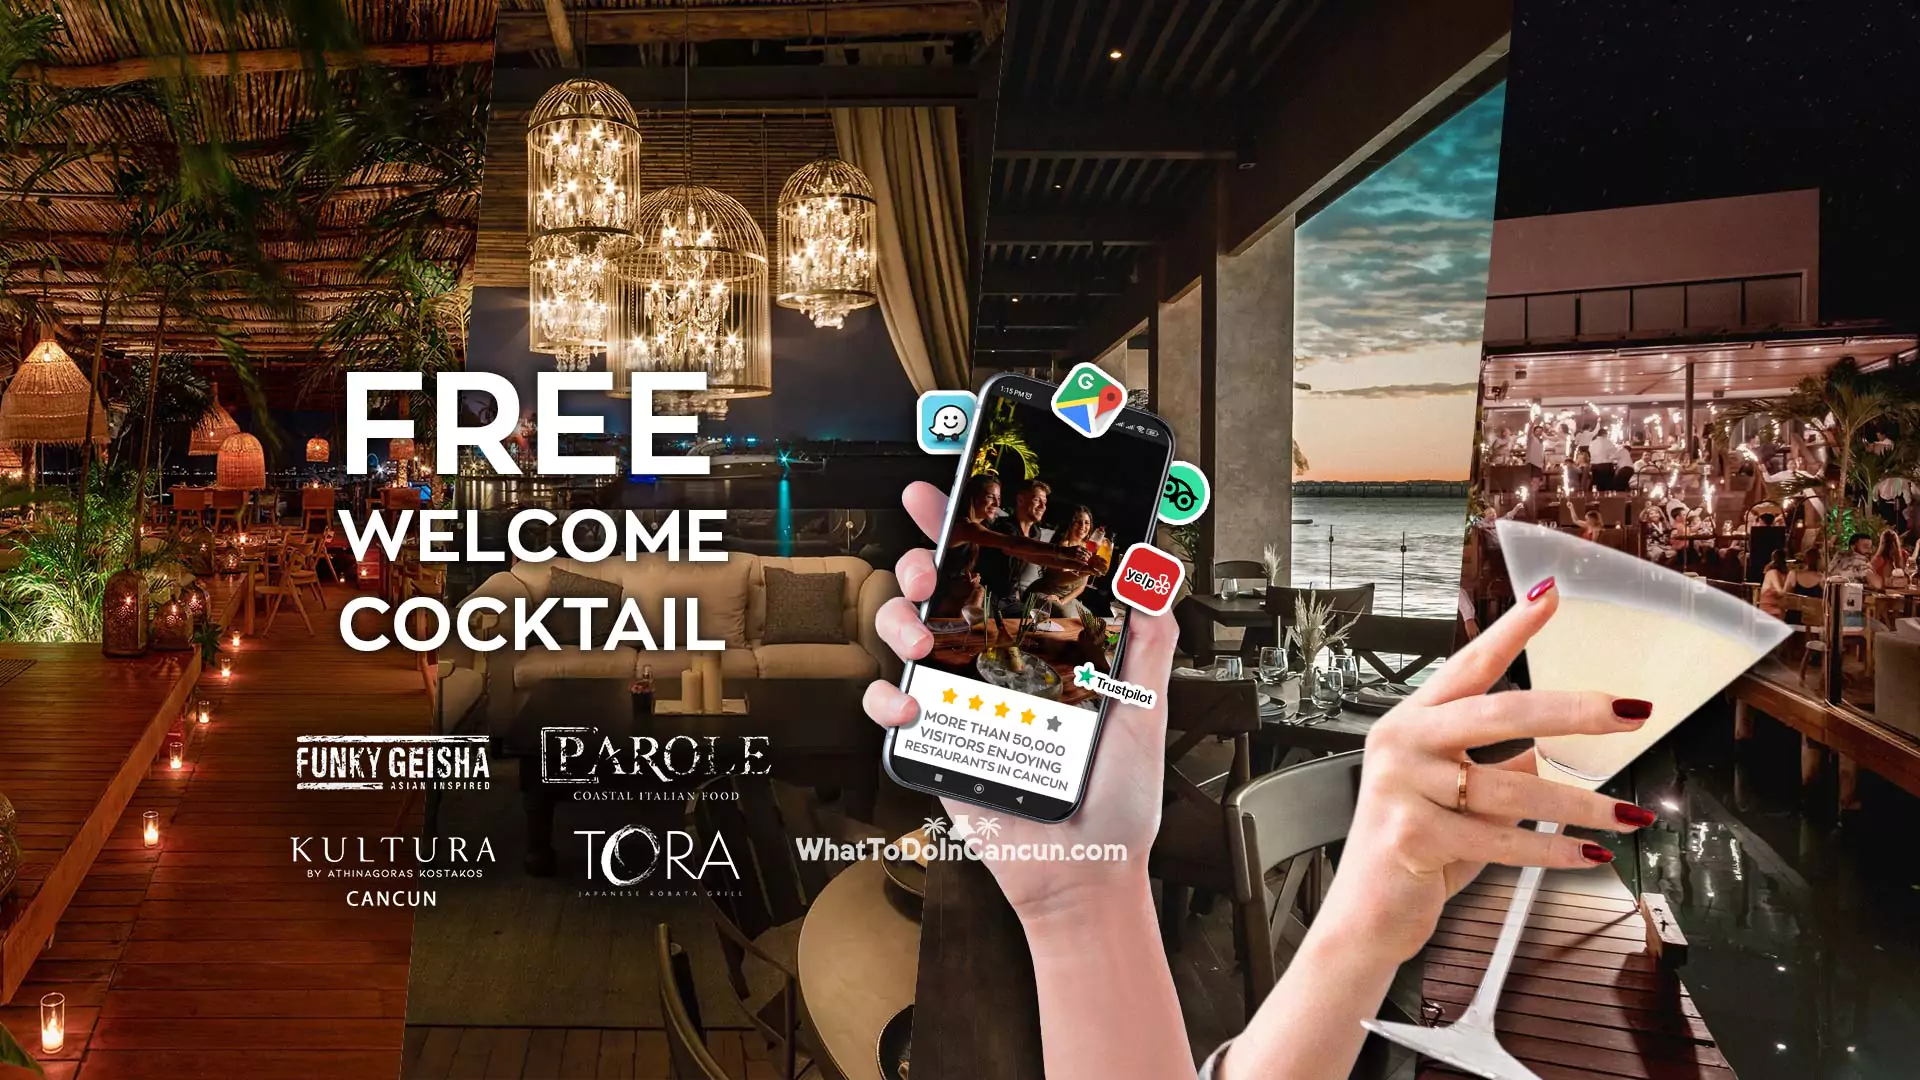 FREE
WELCOME
COCKTAIL
FUNKY GEISHA
ASIAN INSPIRED
PAROLE
COASTAL ITALIAN FOOD
KULTURA
BY ATHINAGORAS KOSTAKOS
CANCUN
TORA
JAPANESE ROBATA GRILL
1:15 PM
G
yelp
Trustpilot
MORE THAN 50,000
VISITORS ENJOYING
RESTAURANTS IN CANCUN
WhatToDoInCancun.com